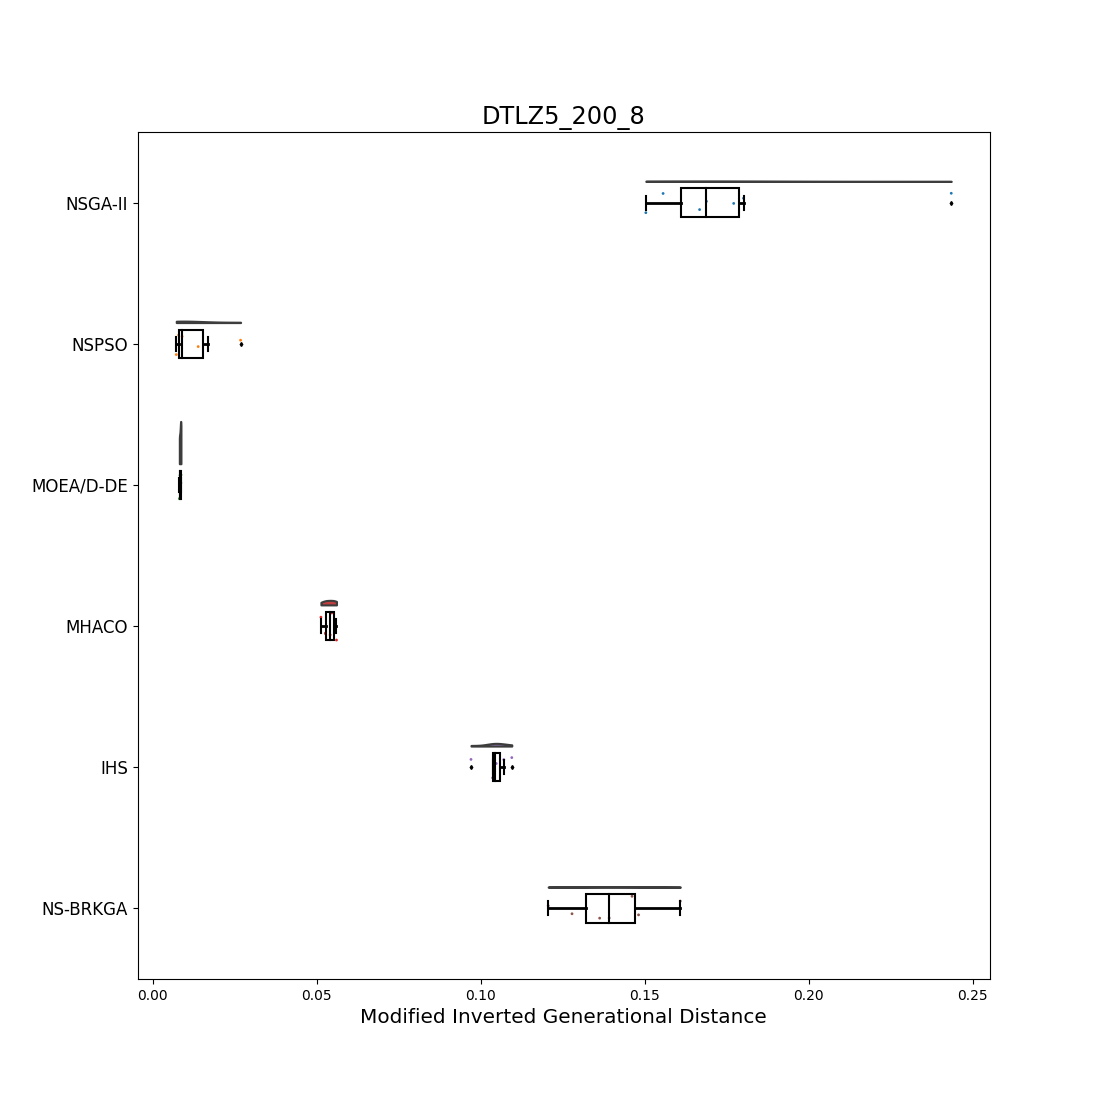 DTLZ5_200_8
NSGA-II
NSPSO
MOEA/D-DE
MHACO
IHS
NS-BRKGA
0.00 0.05 0.10 0.15 0.20 0.25
Modified Inverted Generational Distance